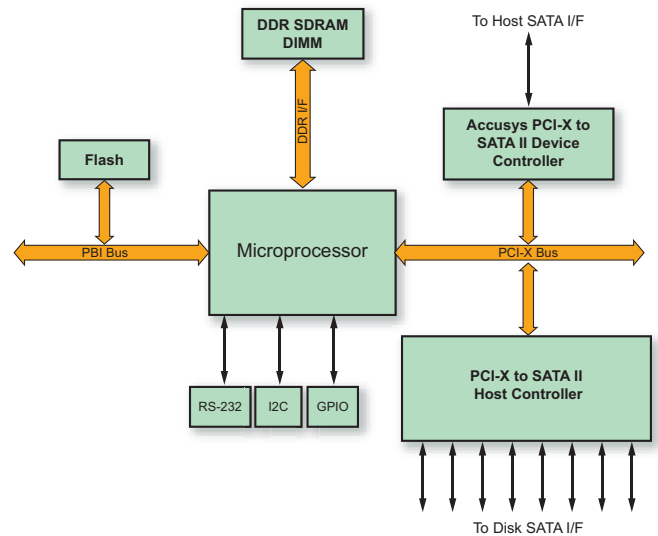 DDR SDRAM
DIMM
To Host SATA I/F
DDR I/F
Accusys PCI-X to
SATA II Device
Controller
Flash
Microprocessor
PBI Bus
PCI-X Bus
PCI-X to SATA II
Host Controller
RS-232
I2C
GPIO
To Disk SATA I/F